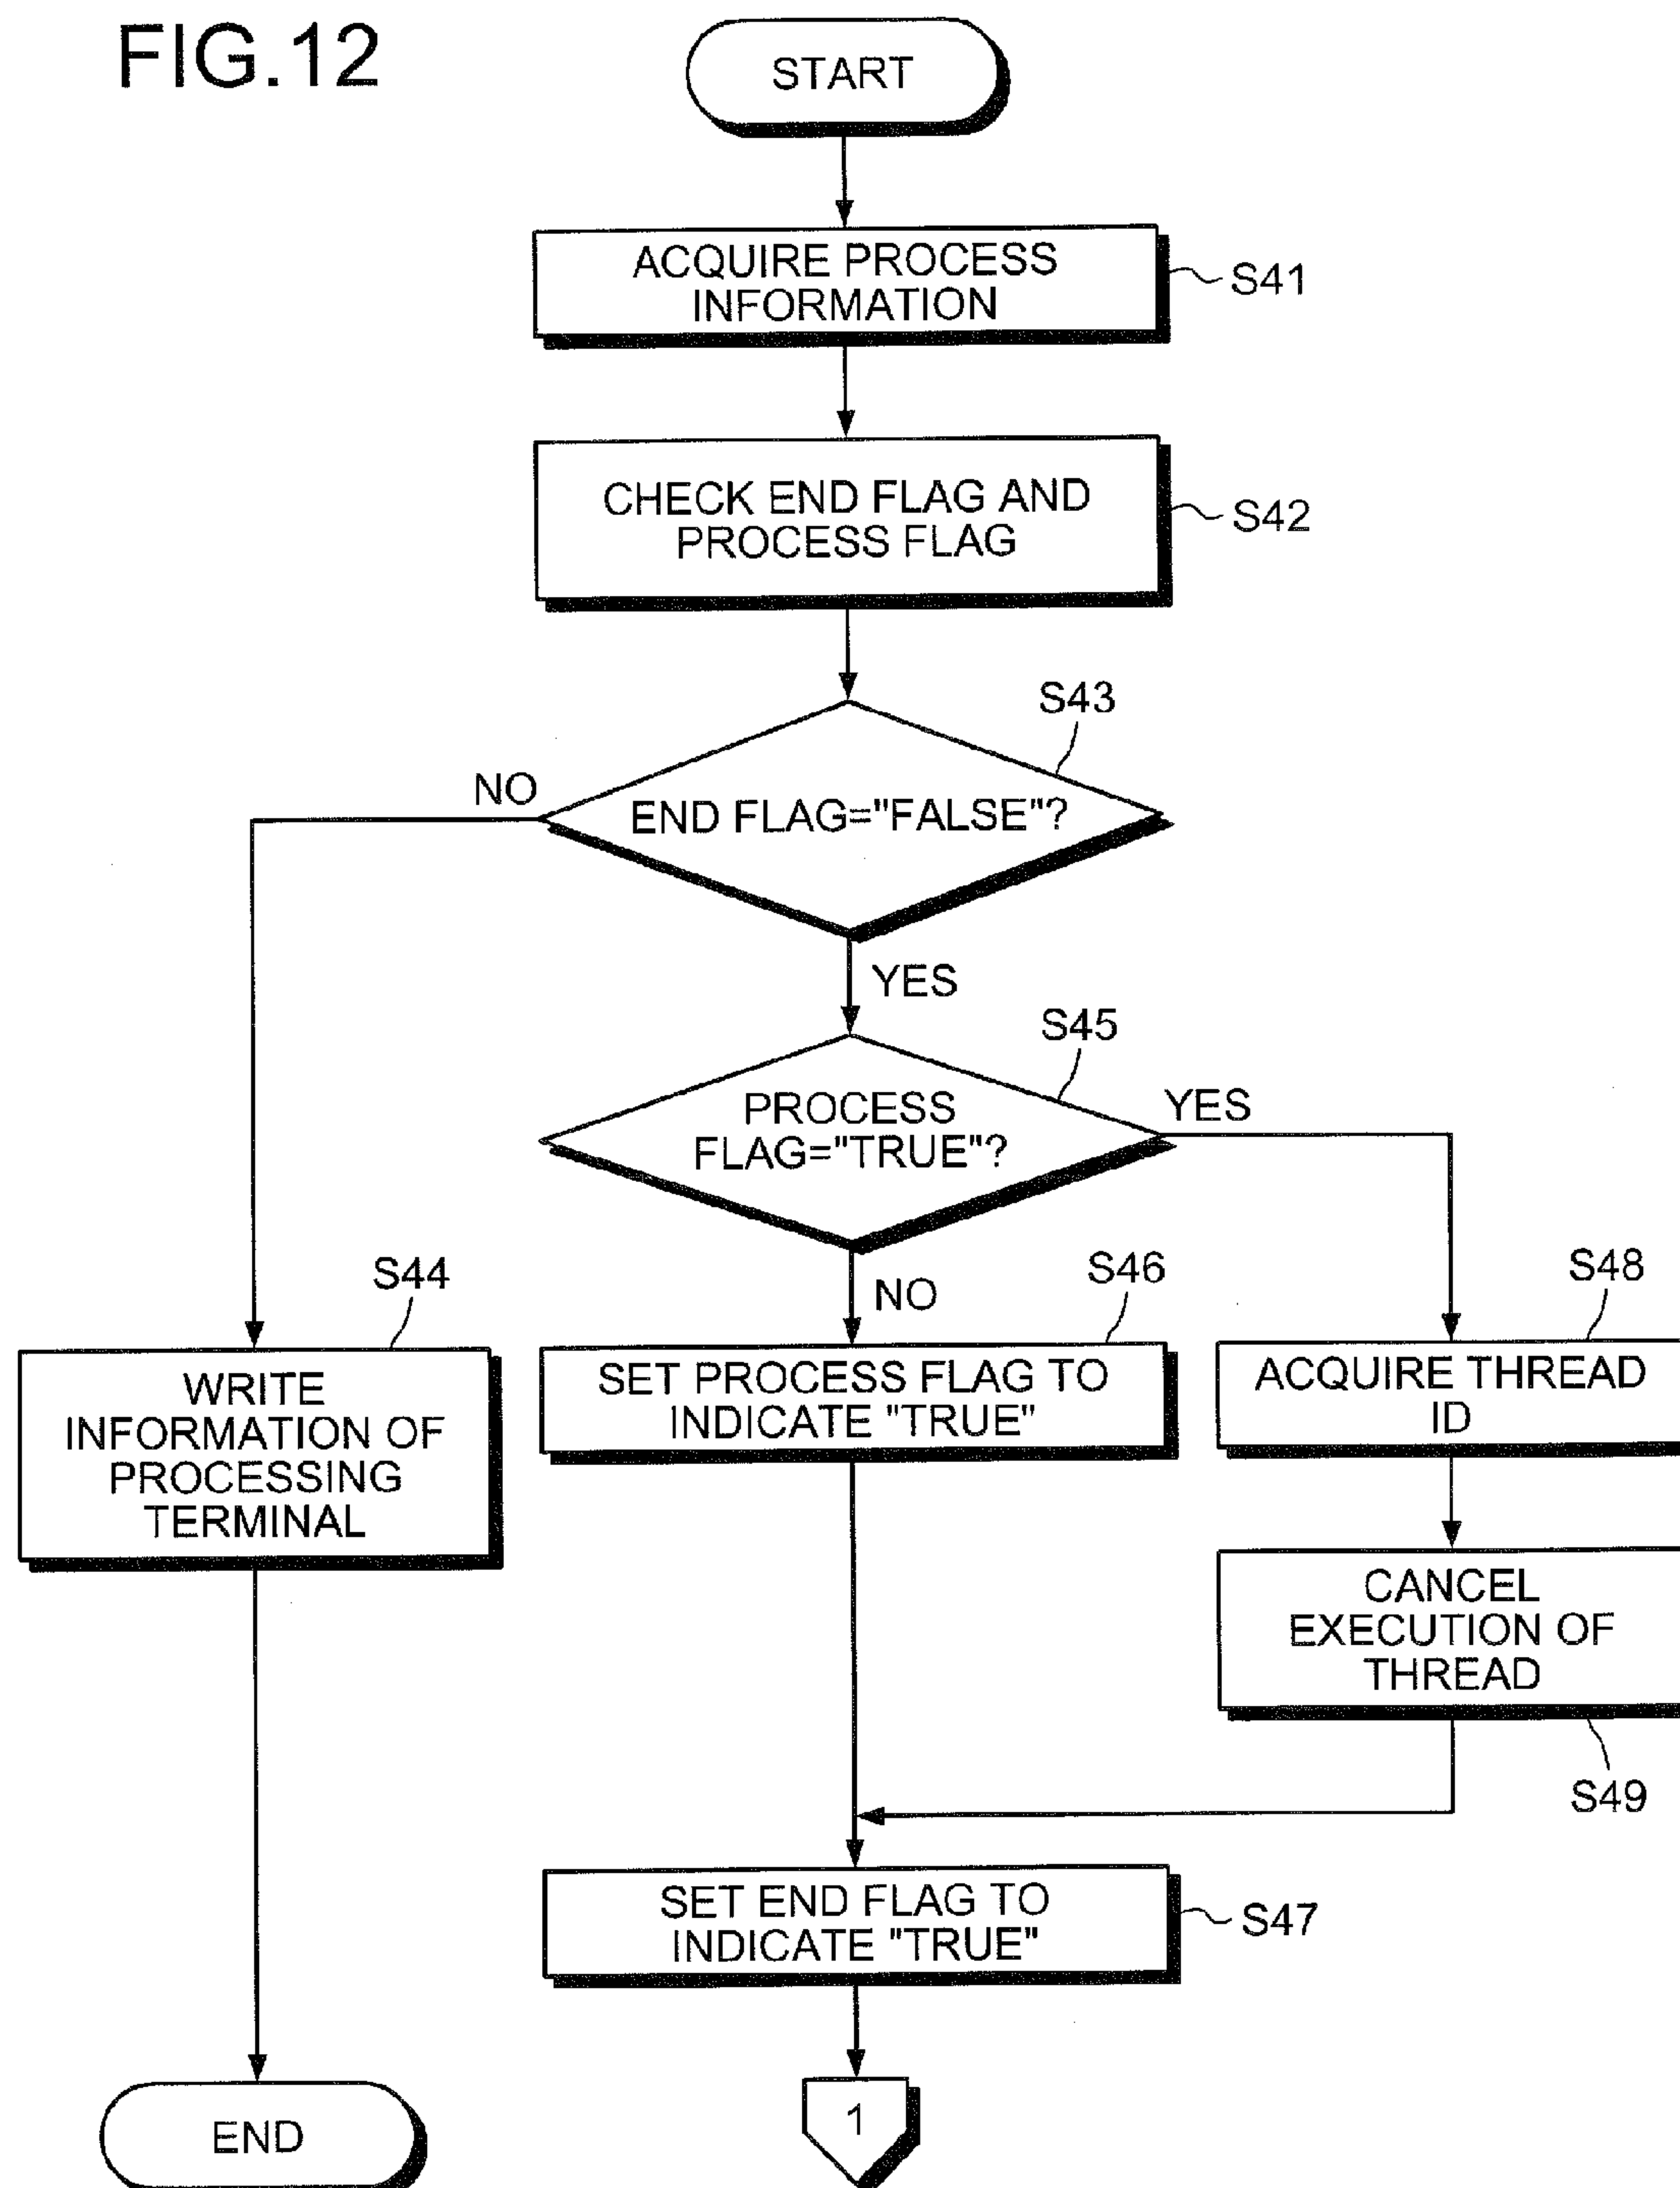 FIG.12
START
ACQUIRE PROCESS
INFORMATION
S41
CHECK END FLAG AND
PROCESS FLAG
S42
S43
NO
END FLAG="FALSE"?
YES
S45
PROCESS
FLAG="TRUE"?
YES
NO
S44
WRITE
INFORMATION OF
PROCESSING
TERMINAL
S46
SET PROCESS FLAG TO
INDICATE "TRUE"
S48
ACQUIRE THREAD
ID
CANCEL
EXECUTION OF
THREAD
S49
SET END FLAG TO
INDICATE "TRUE"
S47
END
1